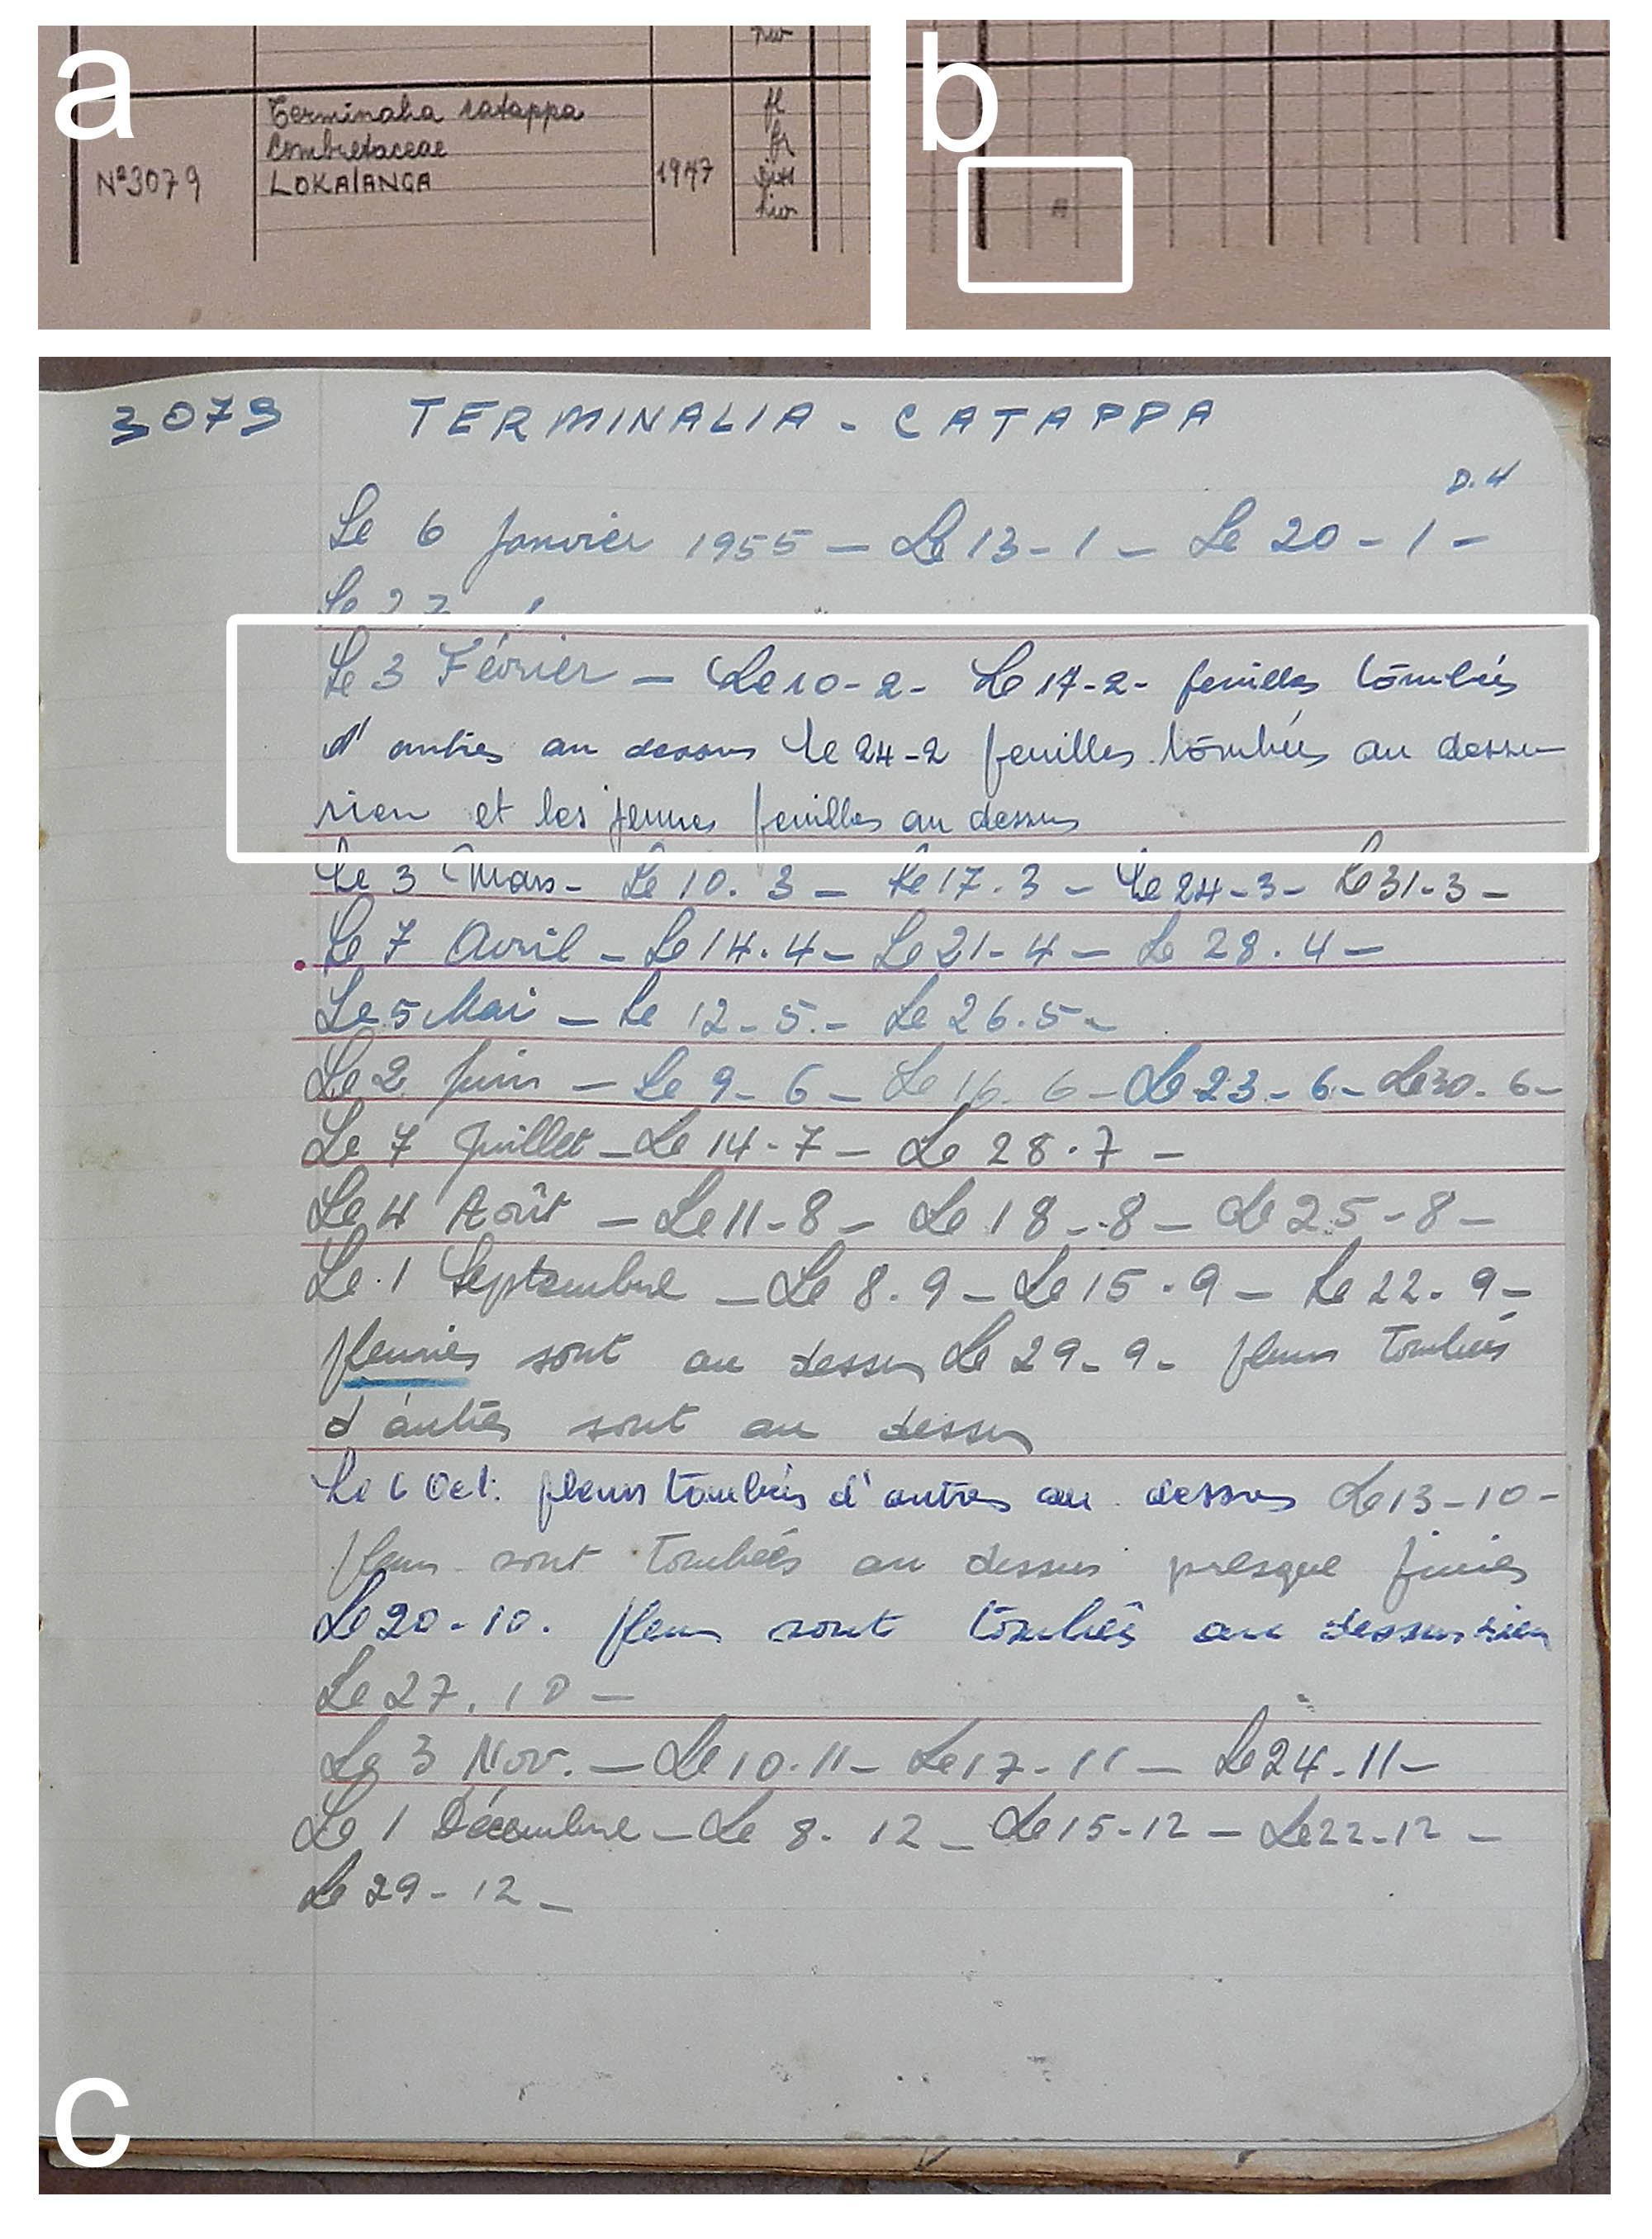 a
Terminalia catappa
Combretaceae
Nº3079 LOKAIANGA 1947
fl
fr
diss
b
3079 TERMINALIA - CATAPPA
D.4
Le 6 Janvier 1955 – Le 13-1 – Le 20-1 –
Le 27 1
Le 3 Février – Le 10-2- Le 17-2- feuilles tombés
d'autres au dessus Le 24-2 feuilles tombées au dessu
rien et les jeunes feuilles au dessus
Le 3 Mars- Le 10.3 – Le 17.3 – Le 24-3- Le 31-3 –
Le 7 Avril – Le 14.4 – Le 21-4 – Le 28.4 –
Le 5 Mai – Le 12-5.- Le 26.5-
Le 2 Juin – Le 9-6 – Le 16.6 – Le 23-6- Le 30.6-
Le 7 Juillet – Le 14-7 – Le 28.7 –
Le 4 Août – Le 11-8 – Le 18-8 – Le 25-8 –
Le 1 Septembre – Le 8.9 – Le 15.9 – Le 22.9 –
fleuries sont au dessus Le 29-9- fleurs tombées
d'autres sont au dessus
Le 6 Oct. fleurs tombées d'autres au dessus Le 13-10 -
fleurs sont tombées au dessus presque finies
Le 20-10. fleurs sont tombées au dessus rien
Le 27.10 –
Le 3 Nov. – Le 10.11 – Le 17-11 – Le 24.11 –
Le 1 Décembre – Le 8.12 – Le 15-12 – Le 22-12 –
Le 29-12 –
c